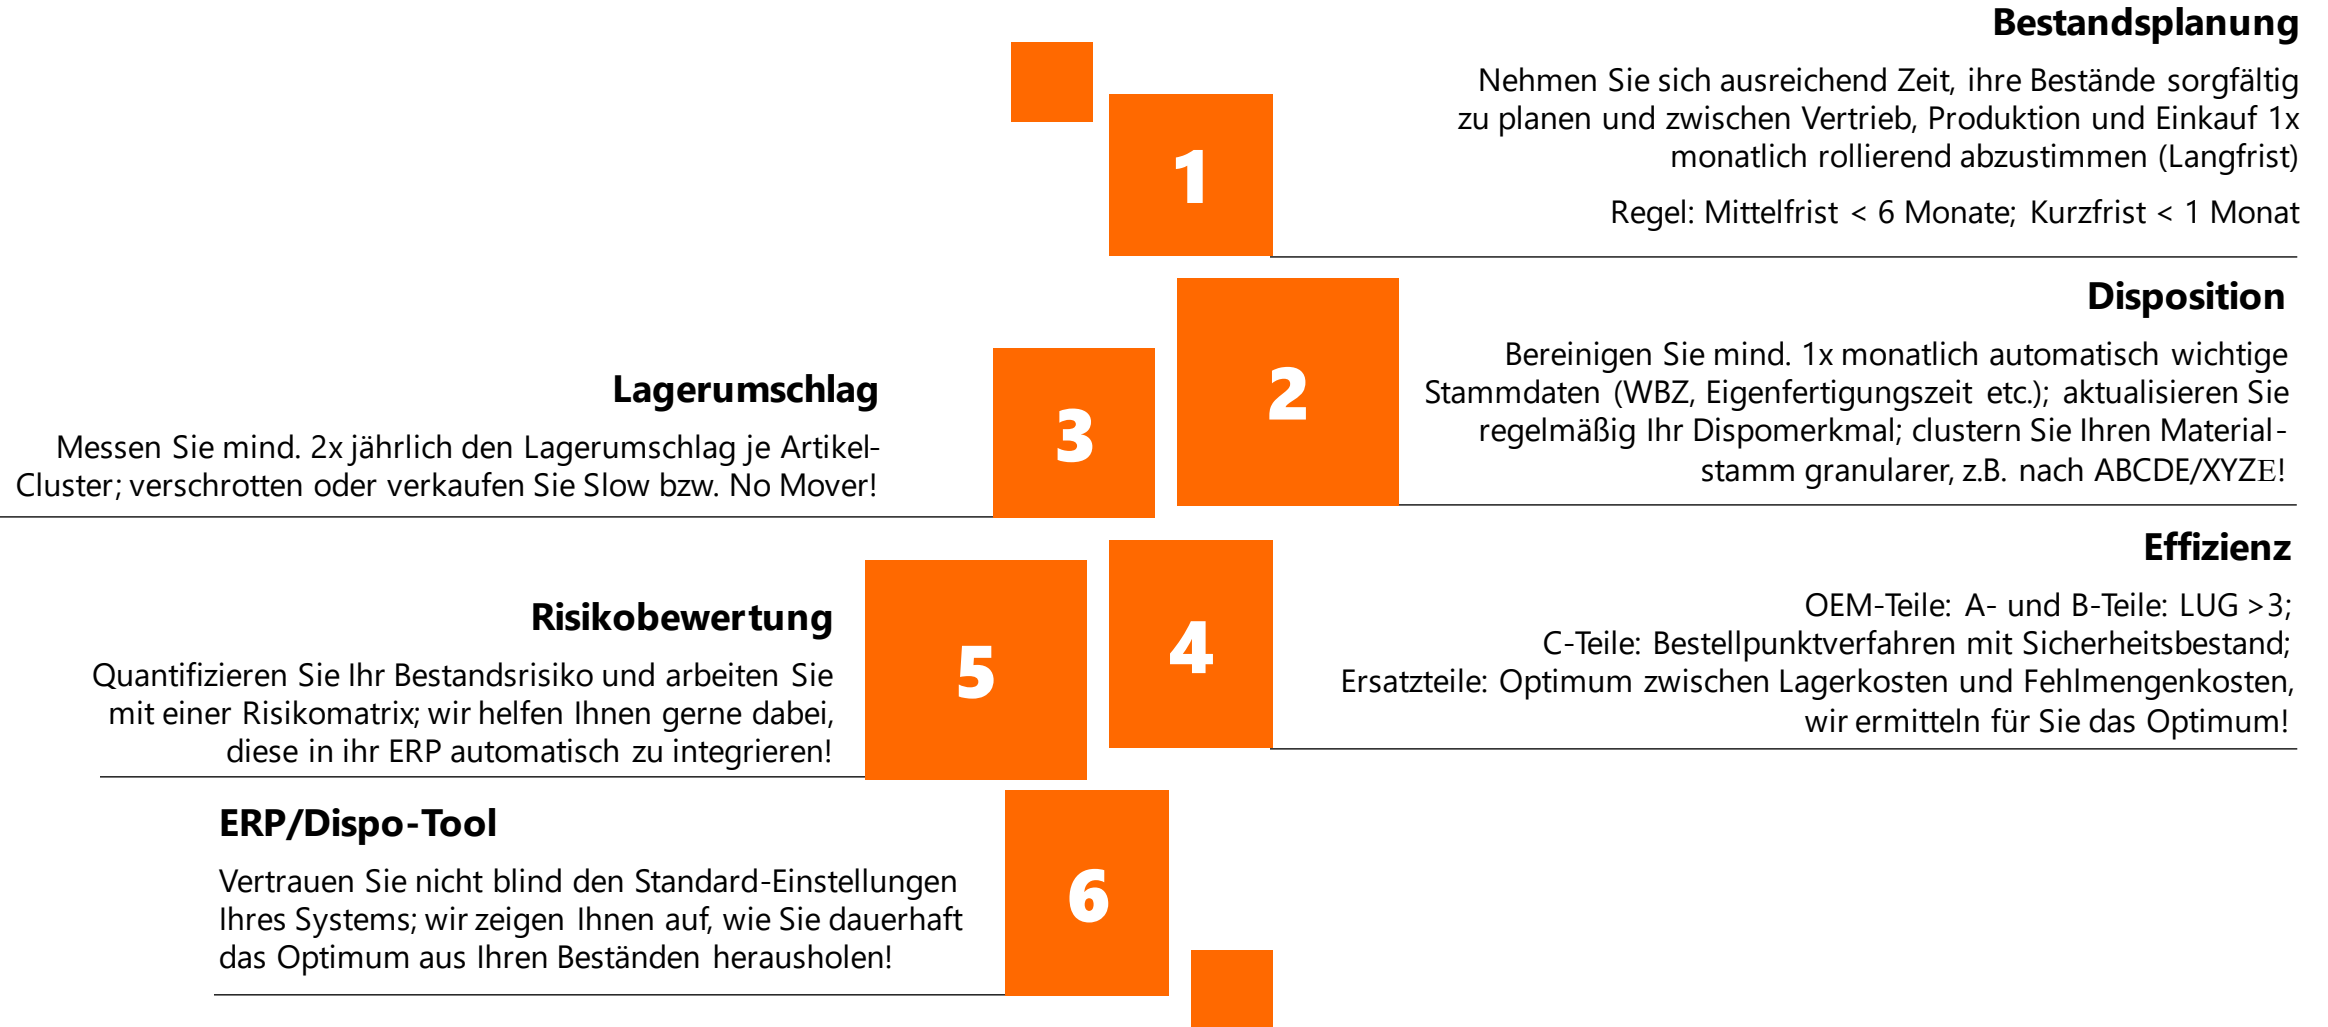 Bestandsplanung
Nehmen Sie sich ausreichend Zeit, ihre Bestände sorgfältig
zu planen und zwischen Vertrieb, Produktion und Einkauf 1x
monatlich rollierend abzustimmen (Langfrist)
Regel: Mittelfrist < 6 Monate; Kurzfrist < 1 Monat
1
Disposition
Bereinigen Sie mind. 1x monatlich automatisch wichtige
Stammdaten (WBZ, Eigenfertigungszeit etc.); aktualisieren Sie
regelmäßig Ihr Dispomerkmal; clustern Sie Ihren Material-
stamm granularer, z.B. nach ABCDE/XYZE!
2
Lagerumschlag
Messen Sie mind. 2x jährlich den Lagerumschlag je Artikel-
Cluster; verschrotten oder verkaufen Sie Slow bzw. No Mover!
3
Effizienz
OEM-Teile: A- und B-Teile: LUG >3;
C-Teile: Bestellpunktverfahren mit Sicherheitsbestand;
Ersatzteile: Optimum zwischen Lagerkosten und Fehlmengenkosten,
wir ermitteln für Sie das Optimum!
4
Risikobewertung
Quantifizieren Sie Ihr Bestandsrisiko und arbeiten Sie
mit einer Risikomatrix; wir helfen Ihnen gerne dabei,
diese in ihr ERP automatisch zu integrieren!
5
ERP/Dispo-Tool
Vertrauen Sie nicht blind den Standard-Einstellungen
Ihres Systems; wir zeigen Ihnen auf, wie Sie dauerhaft
das Optimum aus Ihren Beständen herausholen!
6